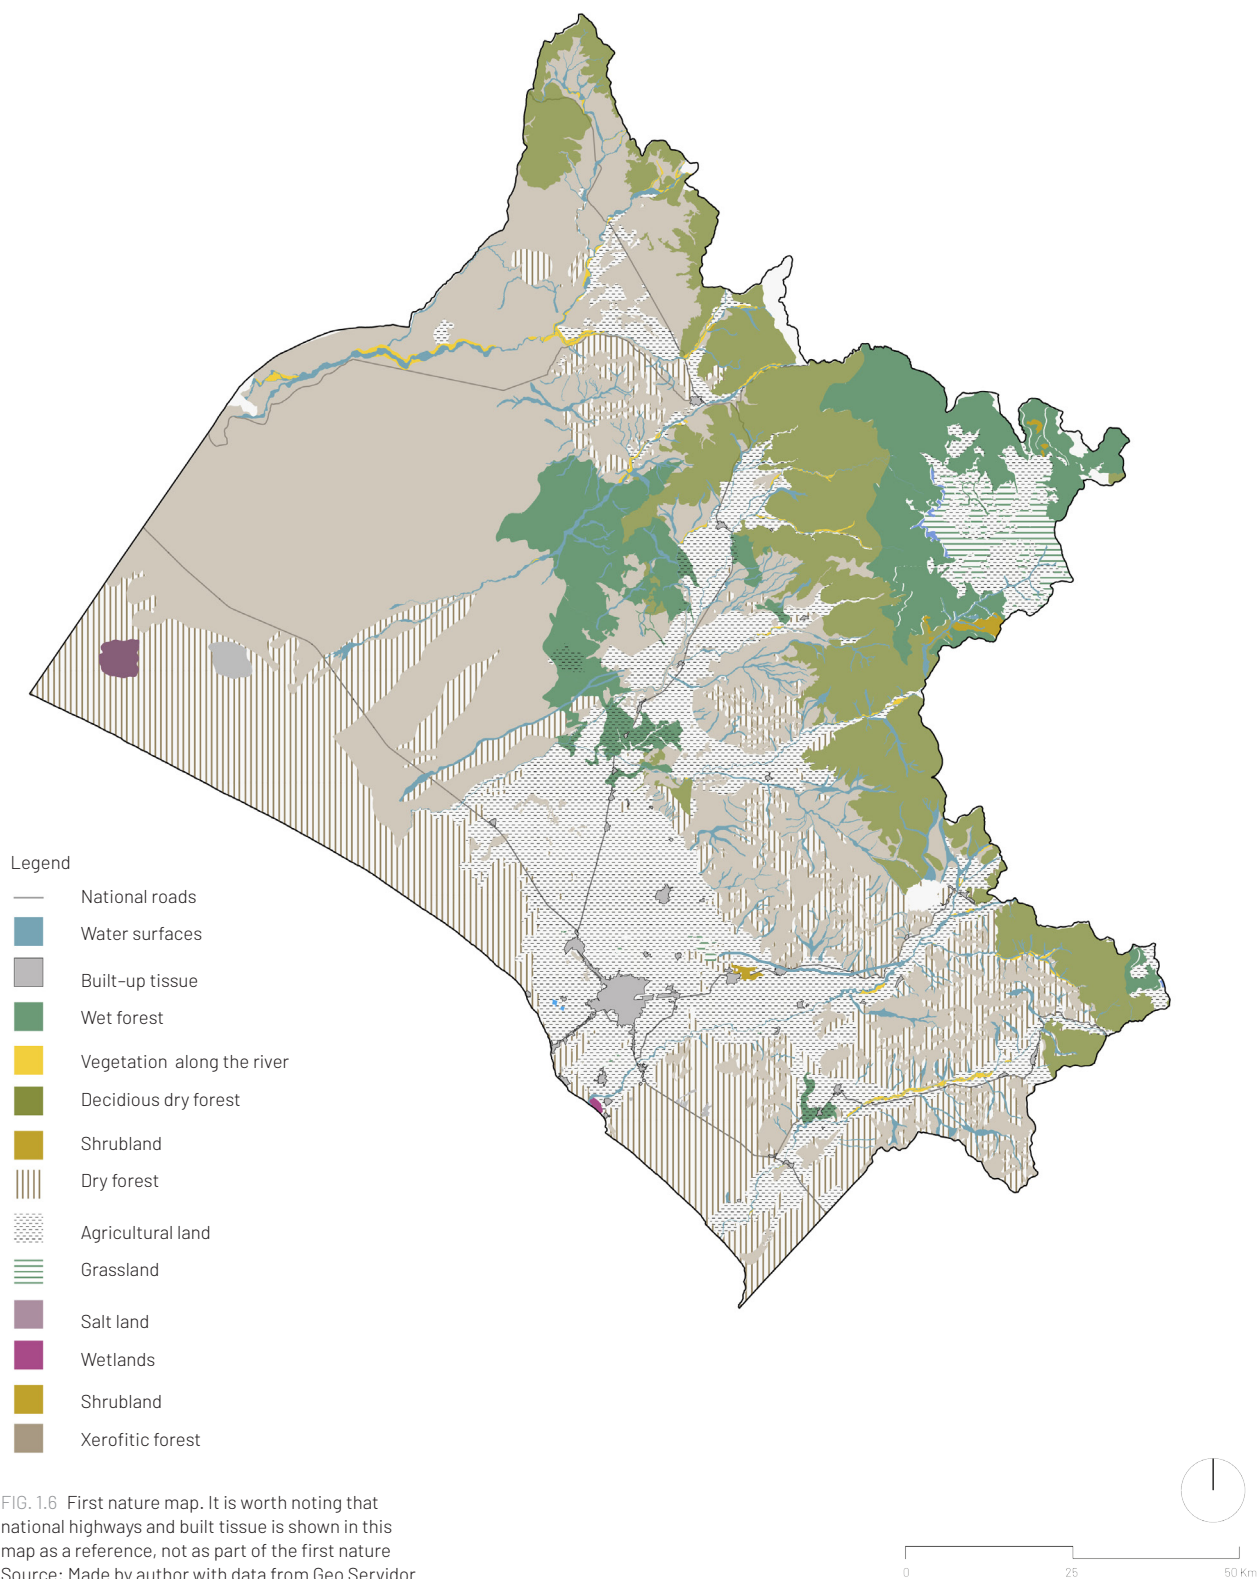 Legend
National roads
Water surfaces
Built-up tissue
Wet forest
Vegetation along the river
Decidious dry forest
Shrubland
Dry forest
Agricultural land
Grassland
Salt land
Wetlands
Shrubland
Xerofitic forest
FIG. 1.6 First nature map. It is worth noting that
national highways and built tissue is shown in this
map as a reference, not as part of the first nature
Source: Made by author with data from Geo Servidor
0 25 50 Km